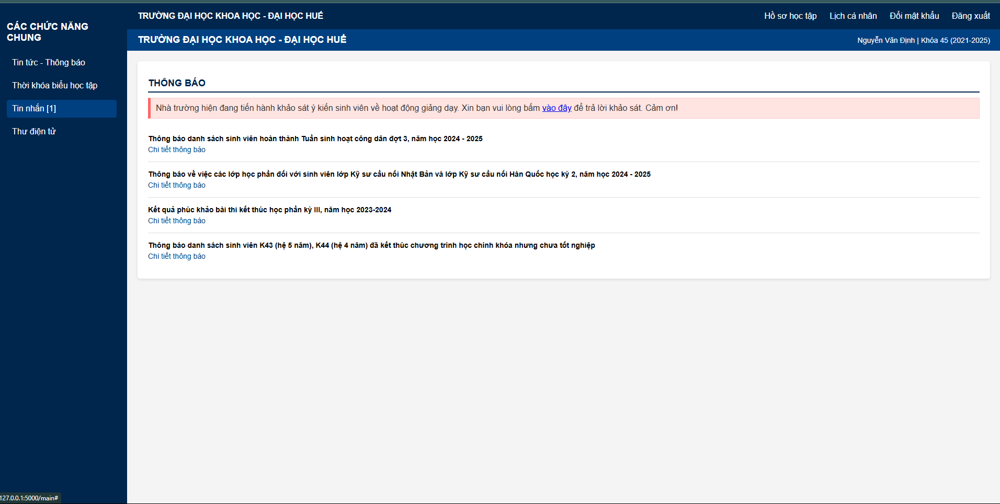 CÁC CHỨC NĂNG
CHUNG
Tin tức - Thông báo
Thời khóa biểu học tập
Tin nhắn [1]
Thư điện tử
TRƯỜNG ĐẠI HỌC KHOA HỌC - ĐẠI HỌC HUẾ
Hồ sơ học tập Lịch cá nhân Đổi mật khẩu Đăng xuất
TRƯỜNG ĐẠI HỌC KHOA HỌC - ĐẠI HỌC HUẾ
Nguyễn Văn Định | Khóa 45 (2021-2025)
THÔNG BÁO
Nhà trường hiện đang tiến hành khảo sát ý kiến sinh viên về hoạt động giảng dạy. Xin bạn vui lòng bấm vào đây để trả lời khảo sát. Cảm ơn!
Thông báo danh sách sinh viên hoàn thành Tuần sinh hoạt công dân đợt 3, năm học 2024 - 2025
Chi tiết thông báo
Thông báo về việc các lớp học phần đối với sinh viên lớp Kỹ sư cầu nối Nhật Bản và lớp Kỹ sư cầu nối Hàn Quốc học kỳ 2, năm học 2024 - 2025
Chi tiết thông báo
Kết quả phúc khảo bài thi kết thúc học phần kỳ III, năm học 2023-2024
Chi tiết thông báo
Thông báo danh sách sinh viên K43 (hệ 5 năm), K44 (hệ 4 năm) đã kết thúc chương trình học chính khóa nhưng chưa tốt nghiệp
Chi tiết thông báo
127.0.0.1:5000/main#